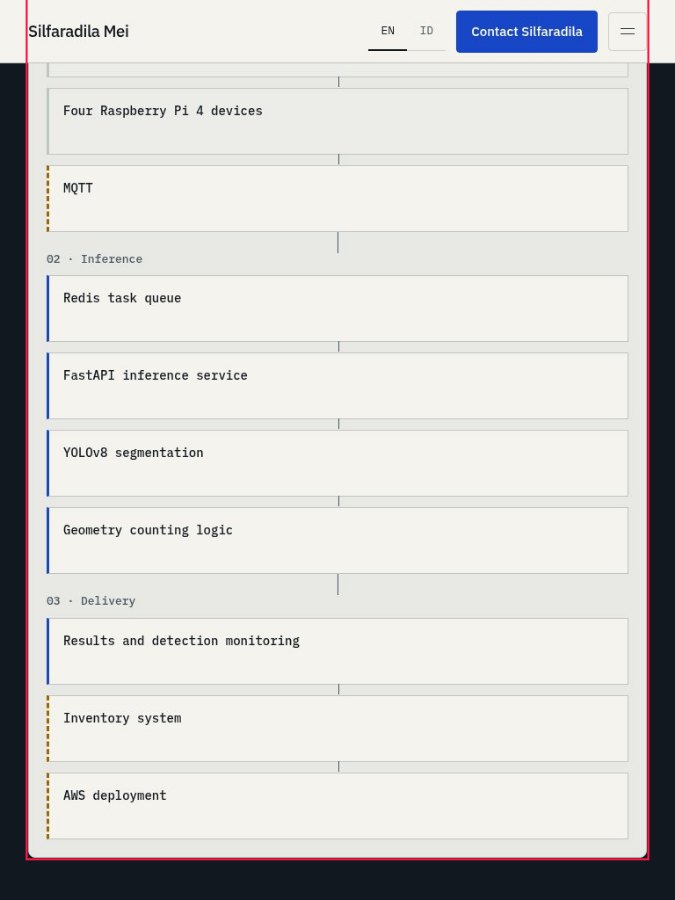 Silfaradila Mei
EN
ID
Contact Silfaradila
Four Raspberry Pi 4 devices
MQTT
02 · Inference
Redis task queue
FastAPI inference service
YOLOv8 segmentation
Geometry counting logic
03 · Delivery
Results and detection monitoring
Inventory system
AWS deployment